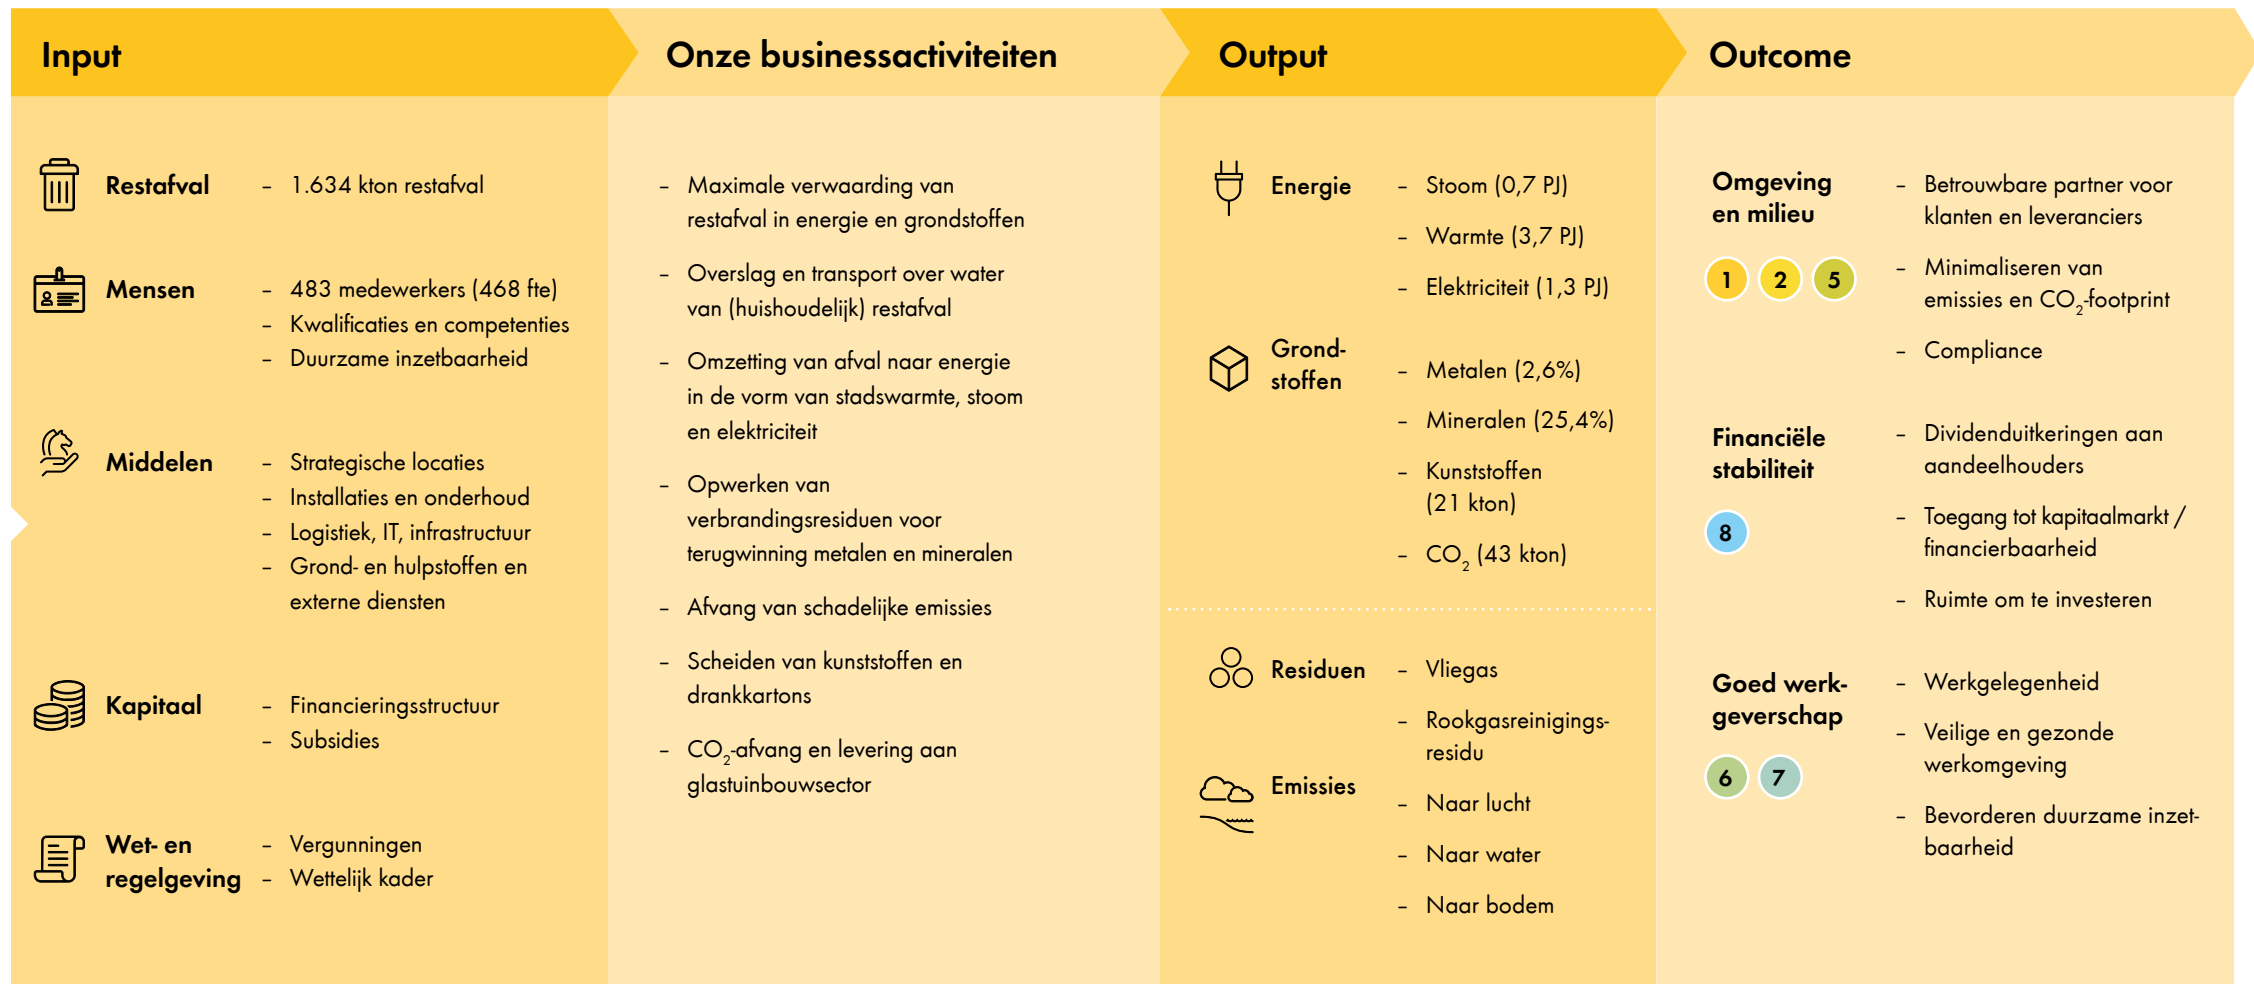 Input
Restafval
– 1.634 kton restafval
Mensen
– 483 medewerkers (468 fte)
– Kwalificaties en competenties
– Duurzame inzetbaarheid
Middelen
– Strategische locaties
– Installaties en onderhoud
– Logistiek, IT, infrastructuur
– Grond- en hulpstoffen en
externe diensten
Kapitaal
– Financieringsstructuur
– Subsidies
Wet- en
regelgeving
– Vergunningen
– Wettelijk kader
Onze businessactiviteiten
– Maximale verwaarding van
restafval in energie en grondstoffen
– Overslag en transport over water
van (huishoudelijk) restafval
– Omzetting van afval naar energie
in de vorm van stadswarmte, stoom
en elektriciteit
– Opwerken van
verbrandingsresiduen voor
terugwinning metalen en mineralen
– Afvang van schadelijke emissies
– Scheiden van kunststoffen en
drankkartons
– CO₂-afvang en levering aan
glastuinbouwsector
Output
Energie
– Stoom (0,7 PJ)
– Warmte (3,7 PJ)
– Elektriciteit (1,3 PJ)
Grond-
stoffen
– Metalen (2,6%)
– Mineralen (25,4%)
– Kunststoffen
(21 kton)
– CO₂ (43 kton)
Residuen
– Vliegas
– Rookgasreinigings-
residu
Emissies
– Naar lucht
– Naar water
– Naar bodem
Outcome
Omgeving
en milieu
1 2 5
– Betrouwbare partner voor
klanten en leveranciers
– Minimaliseren van
emissies en CO₂-footprint
– Compliance
Financiële
stabiliteit
8
– Dividenduitkeringen aan
aandeelhouders
– Toegang tot kapitaalmarkt /
financierbaarheid
– Ruimte om te investeren
Goed werk-
geverschap
6 7
– Werkgelegenheid
– Veilige en gezonde
werkomgeving
– Bevorderen duurzame inzet-
baarheid